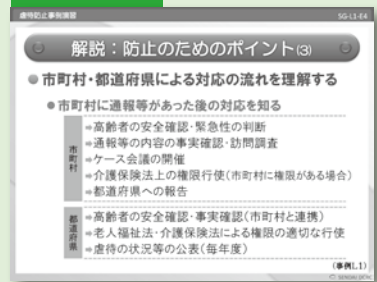 虐待防止事例演習 SG-L1-E4
解説：防止のためのポイント(3)
●市町村・都道府県による対応の流れを理解する
●市町村に通報等があった後の対応を知る
市町村
⇒高齢者の安全確認・緊急性の判断
⇒通報等の内容の事実確認・訪問調査
⇒ケース会議の開催
⇒介護保険法上の権限行使(市町村に権限がある場合)
⇒都道府県への報告
都道府県
⇒高齢者の安全確認・事実確認(市町村と連携)
⇒老人福祉法・介護保険法による権限の適切な行使
⇒虐待の状況等の公表(毎年度)
(事例L1)